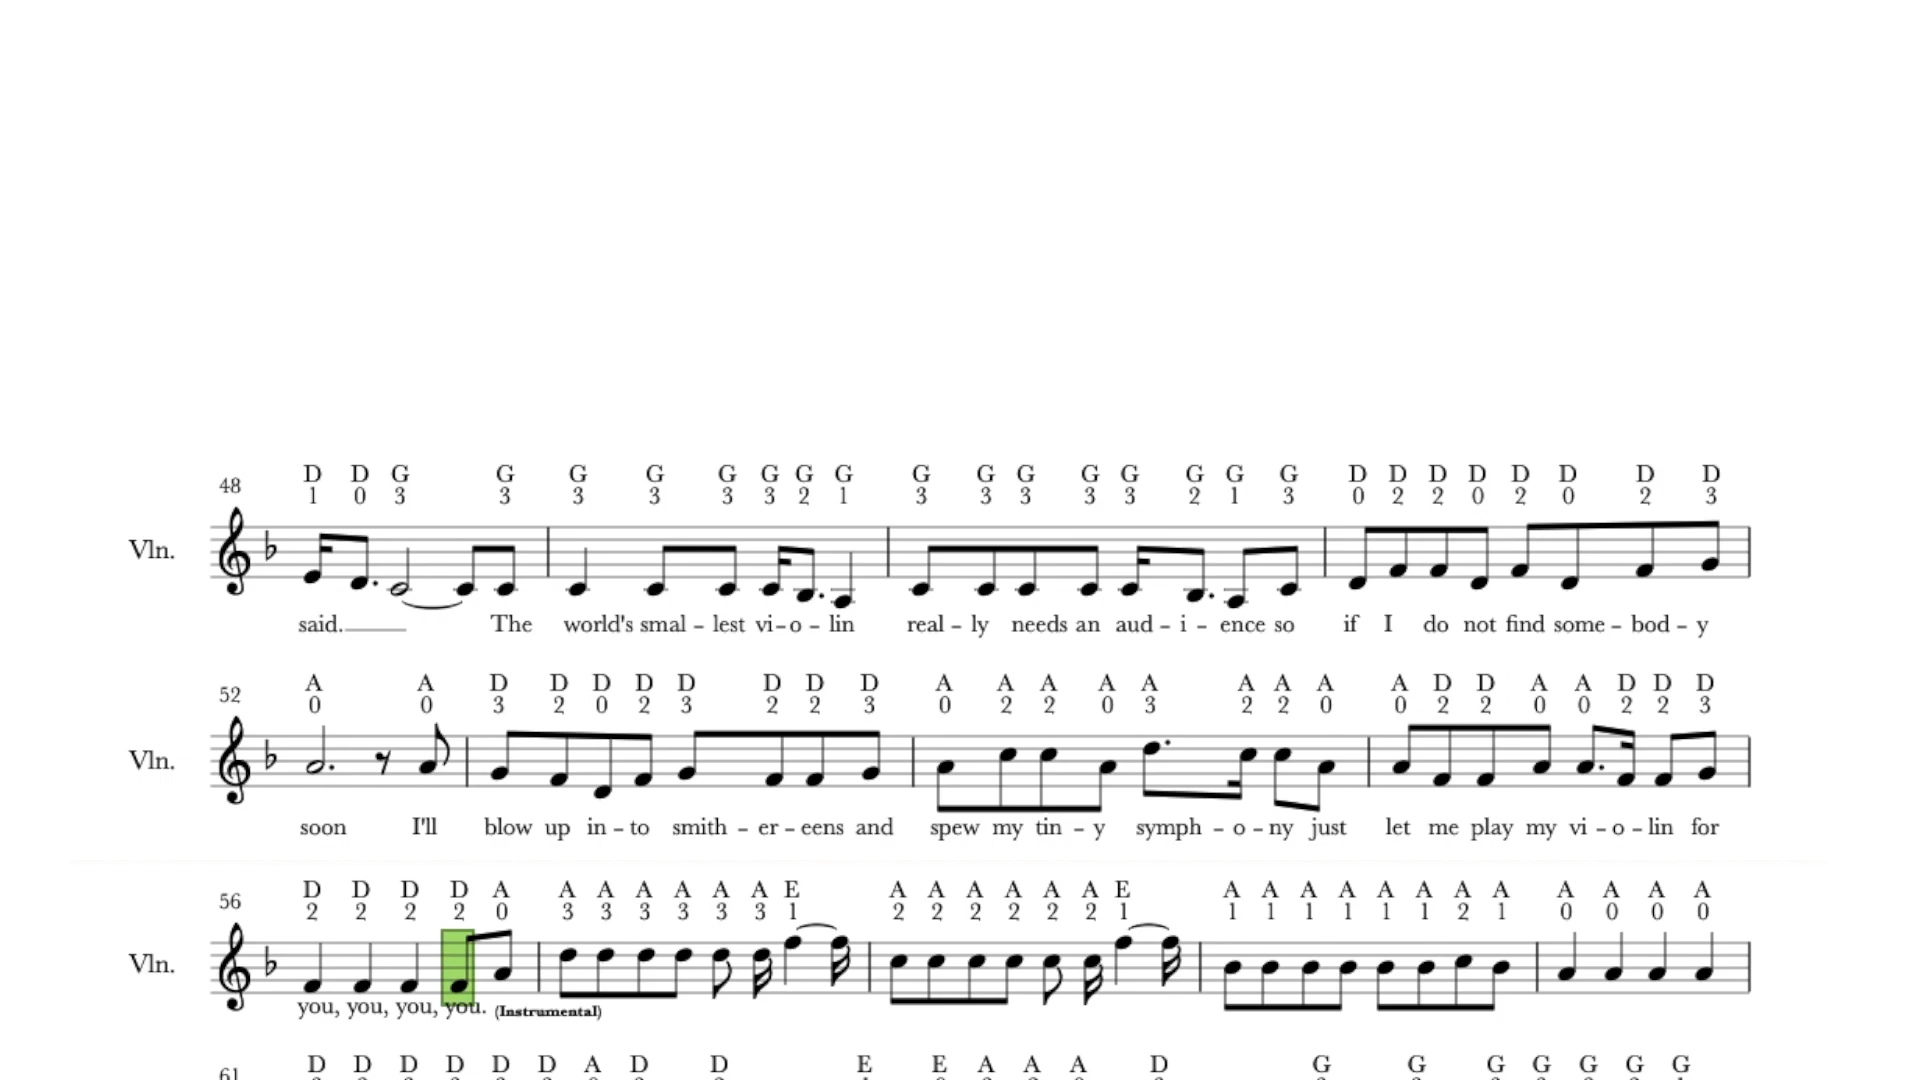 D D G G G G G G G G G G G G G G G G D D D D D D D D
48 1 0 3 3 3 3 3 3 2 1 3 3 3 3 3 2 1 3 0 2 2 0 2 0 2 3
Vln.
said. The world's smal - lest vi - o - lin real - ly needs an aud - i - ence so if I do not find some - bod - y
A A D D D D D D D D A A A A A A A A A D D A A D D D
52 0 0 3 2 0 2 3 2 2 3 0 2 2 0 3 2 2 0 0 2 2 0 0 2 2 3
Vln.
soon I'll blow up in - to smith - er - eens and spew my tin - y symph - o - ny just let me play my vi - o - lin for
D D D D A A A A A A A E A A A A A A E A A A A A A A A A A A A
56 2 2 2 2 0 3 3 3 3 3 3 1 2 2 2 2 2 2 1 1 1 1 1 1 1 2 1 0 0 0 0
Vln.
you, you, you, you. (Instrumental)
D D D D D D A D D E E A A A D G G G G G G G
61